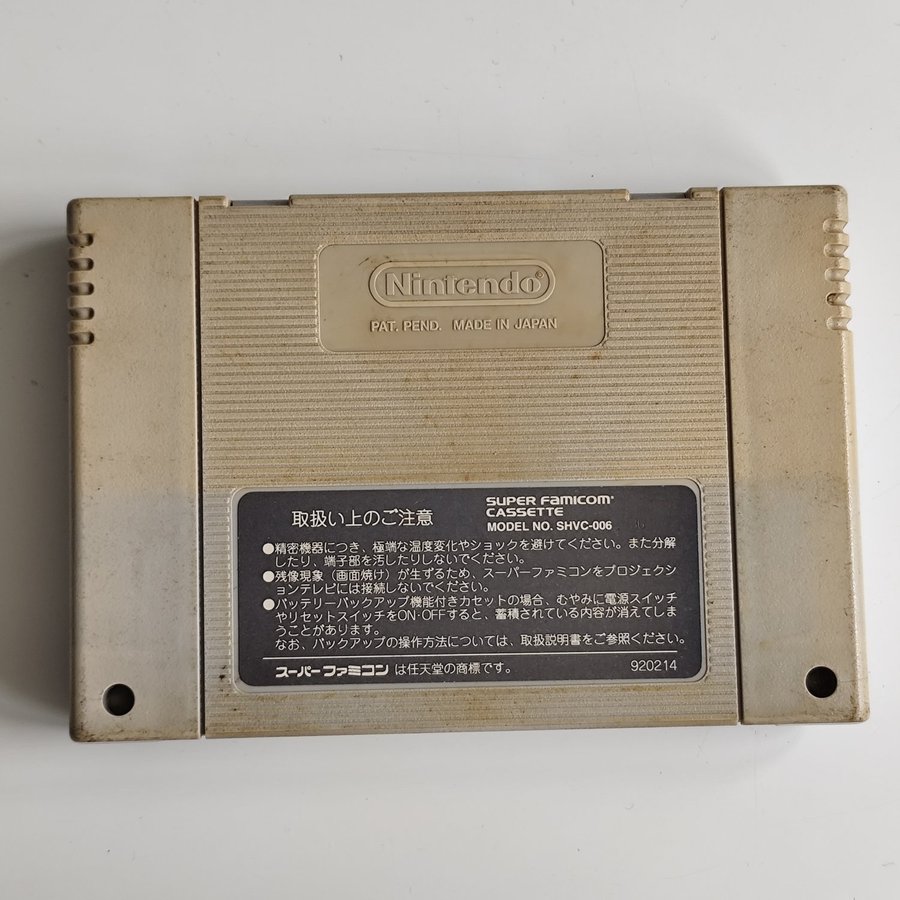 Nintendo®
PAT. PEND. MADE IN JAPAN
取扱い上のご注意
SUPER FAMICOM®
CASSETTE
MODEL NO. SHVC-006
●精密機器につき、極端な温度変化やショックを避けてください。また分解
したり、端子部を汚したりしないでください。
●残像現象（画面焼け）が生ずるため、スーパーファミコンをプロジェクシ
ョンテレビには接続しないでください。
●バッテリーバックアップ機能付きカセットの場合、むやみに電源スイッチ
やリセットスイッチをON・OFFすると、蓄積されている内容が消えてしま
うことがあります。
なお、バックアップの操作方法については、取扱説明書をご参照ください。
スーパーファミコン は任天堂の商標です。
920214